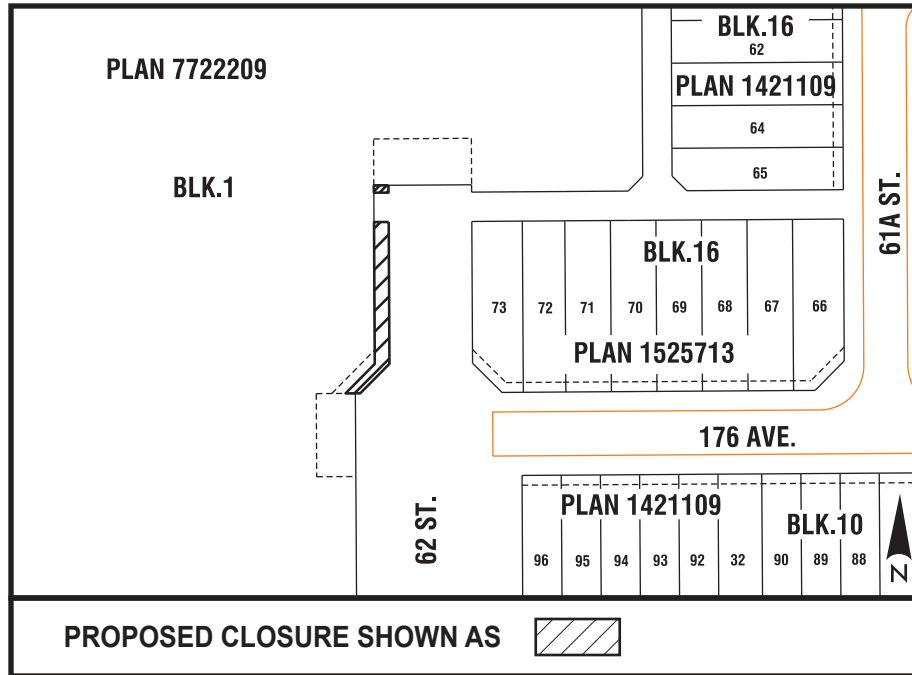 BLK.16
62
PLAN 7722209
PLAN 1421109
64
65
BLK.1
61A ST.
BLK.16
73 72 71 70 69 68 67 66
PLAN 1525713
176 AVE.
62 ST.
PLAN 1421109
BLK.10
96 95 94 93 92 32 90 89 88
N
PROPOSED CLOSURE SHOWN AS